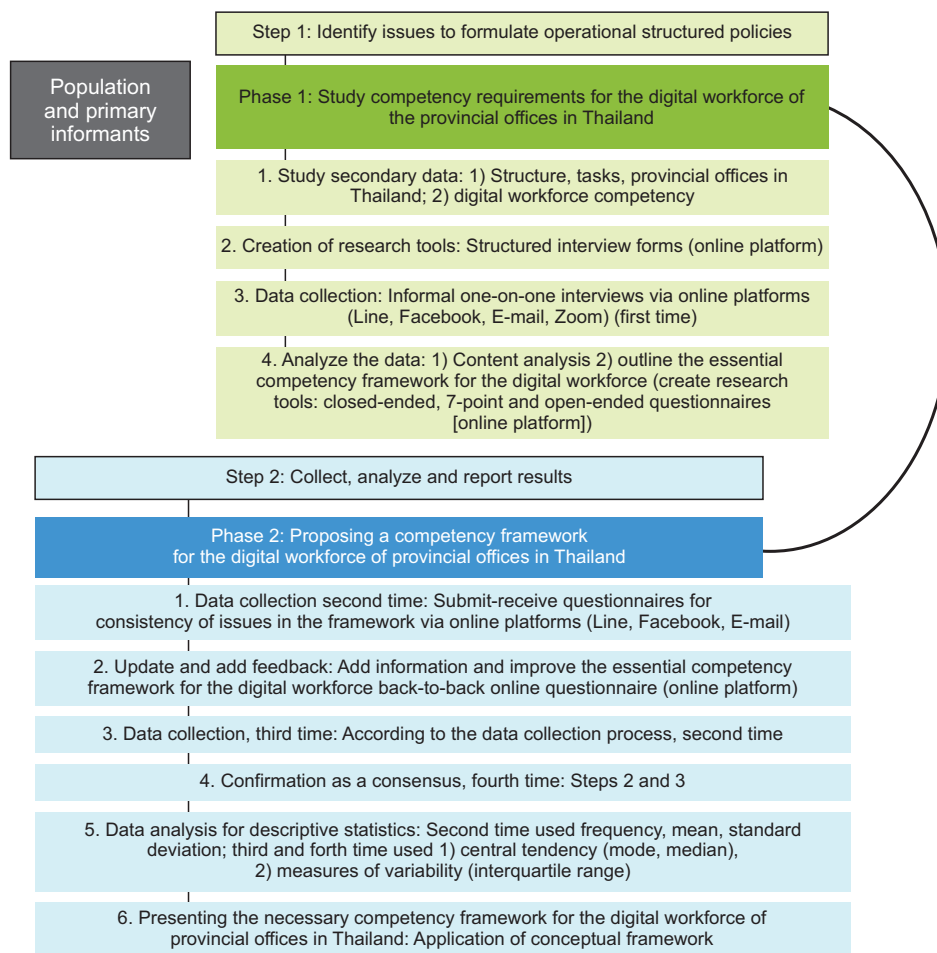 Step 1: Identify issues to formulate operational structured policies
Population
and primary
informants
Phase 1: Study competency requirements for the digital workforce of
the provincial offices in Thailand
1. Study secondary data: 1) Structure, tasks, provincial offices in
Thailand; 2) digital workforce competency
2. Creation of research tools: Structured interview forms (online platform)
3. Data collection: Informal one-on-one interviews via online platforms
(Line, Facebook, E-mail, Zoom) (first time)
4. Analyze the data: 1) Content analysis 2) outline the essential
competency framework for the digital workforce (create research
tools: closed-ended, 7-point and open-ended questionnaires
[online platform])
Step 2: Collect, analyze and report results
Phase 2: Proposing a competency framework
for the digital workforce of provincial offices in Thailand
1. Data collection second time: Submit-receive questionnaires for
consistency of issues in the framework via online platforms (Line, Facebook, E-mail)
2. Update and add feedback: Add information and improve the essential competency
framework for the digital workforce back-to-back online questionnaire (online platform)
3. Data collection, third time: According to the data collection process, second time
4. Confirmation as a consensus, fourth time: Steps 2 and 3
5. Data analysis for descriptive statistics: Second time used frequency, mean, standard
deviation; third and forth time used 1) central tendency (mode, median),
2) measures of variability (interquartile range)
6. Presenting the necessary competency framework for the digital workforce of
provincial offices in Thailand: Application of conceptual framework